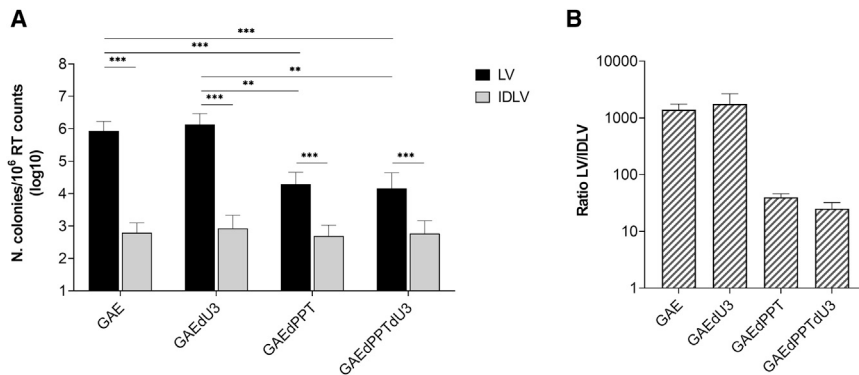 A
***
***
***
**
**
***
***
***
8
7
6
5
4
3
2
1
N. colonies/10⁶ RT counts
(log10)
GAE
GAEdU3
GAEdPPT
GAEdPPTdU3
LV
IDLV
B
10000
1000
100
10
1
Ratio LV/IDLV
GAE
GAEdU3
GAEdPPT
GAEdPPTdU3